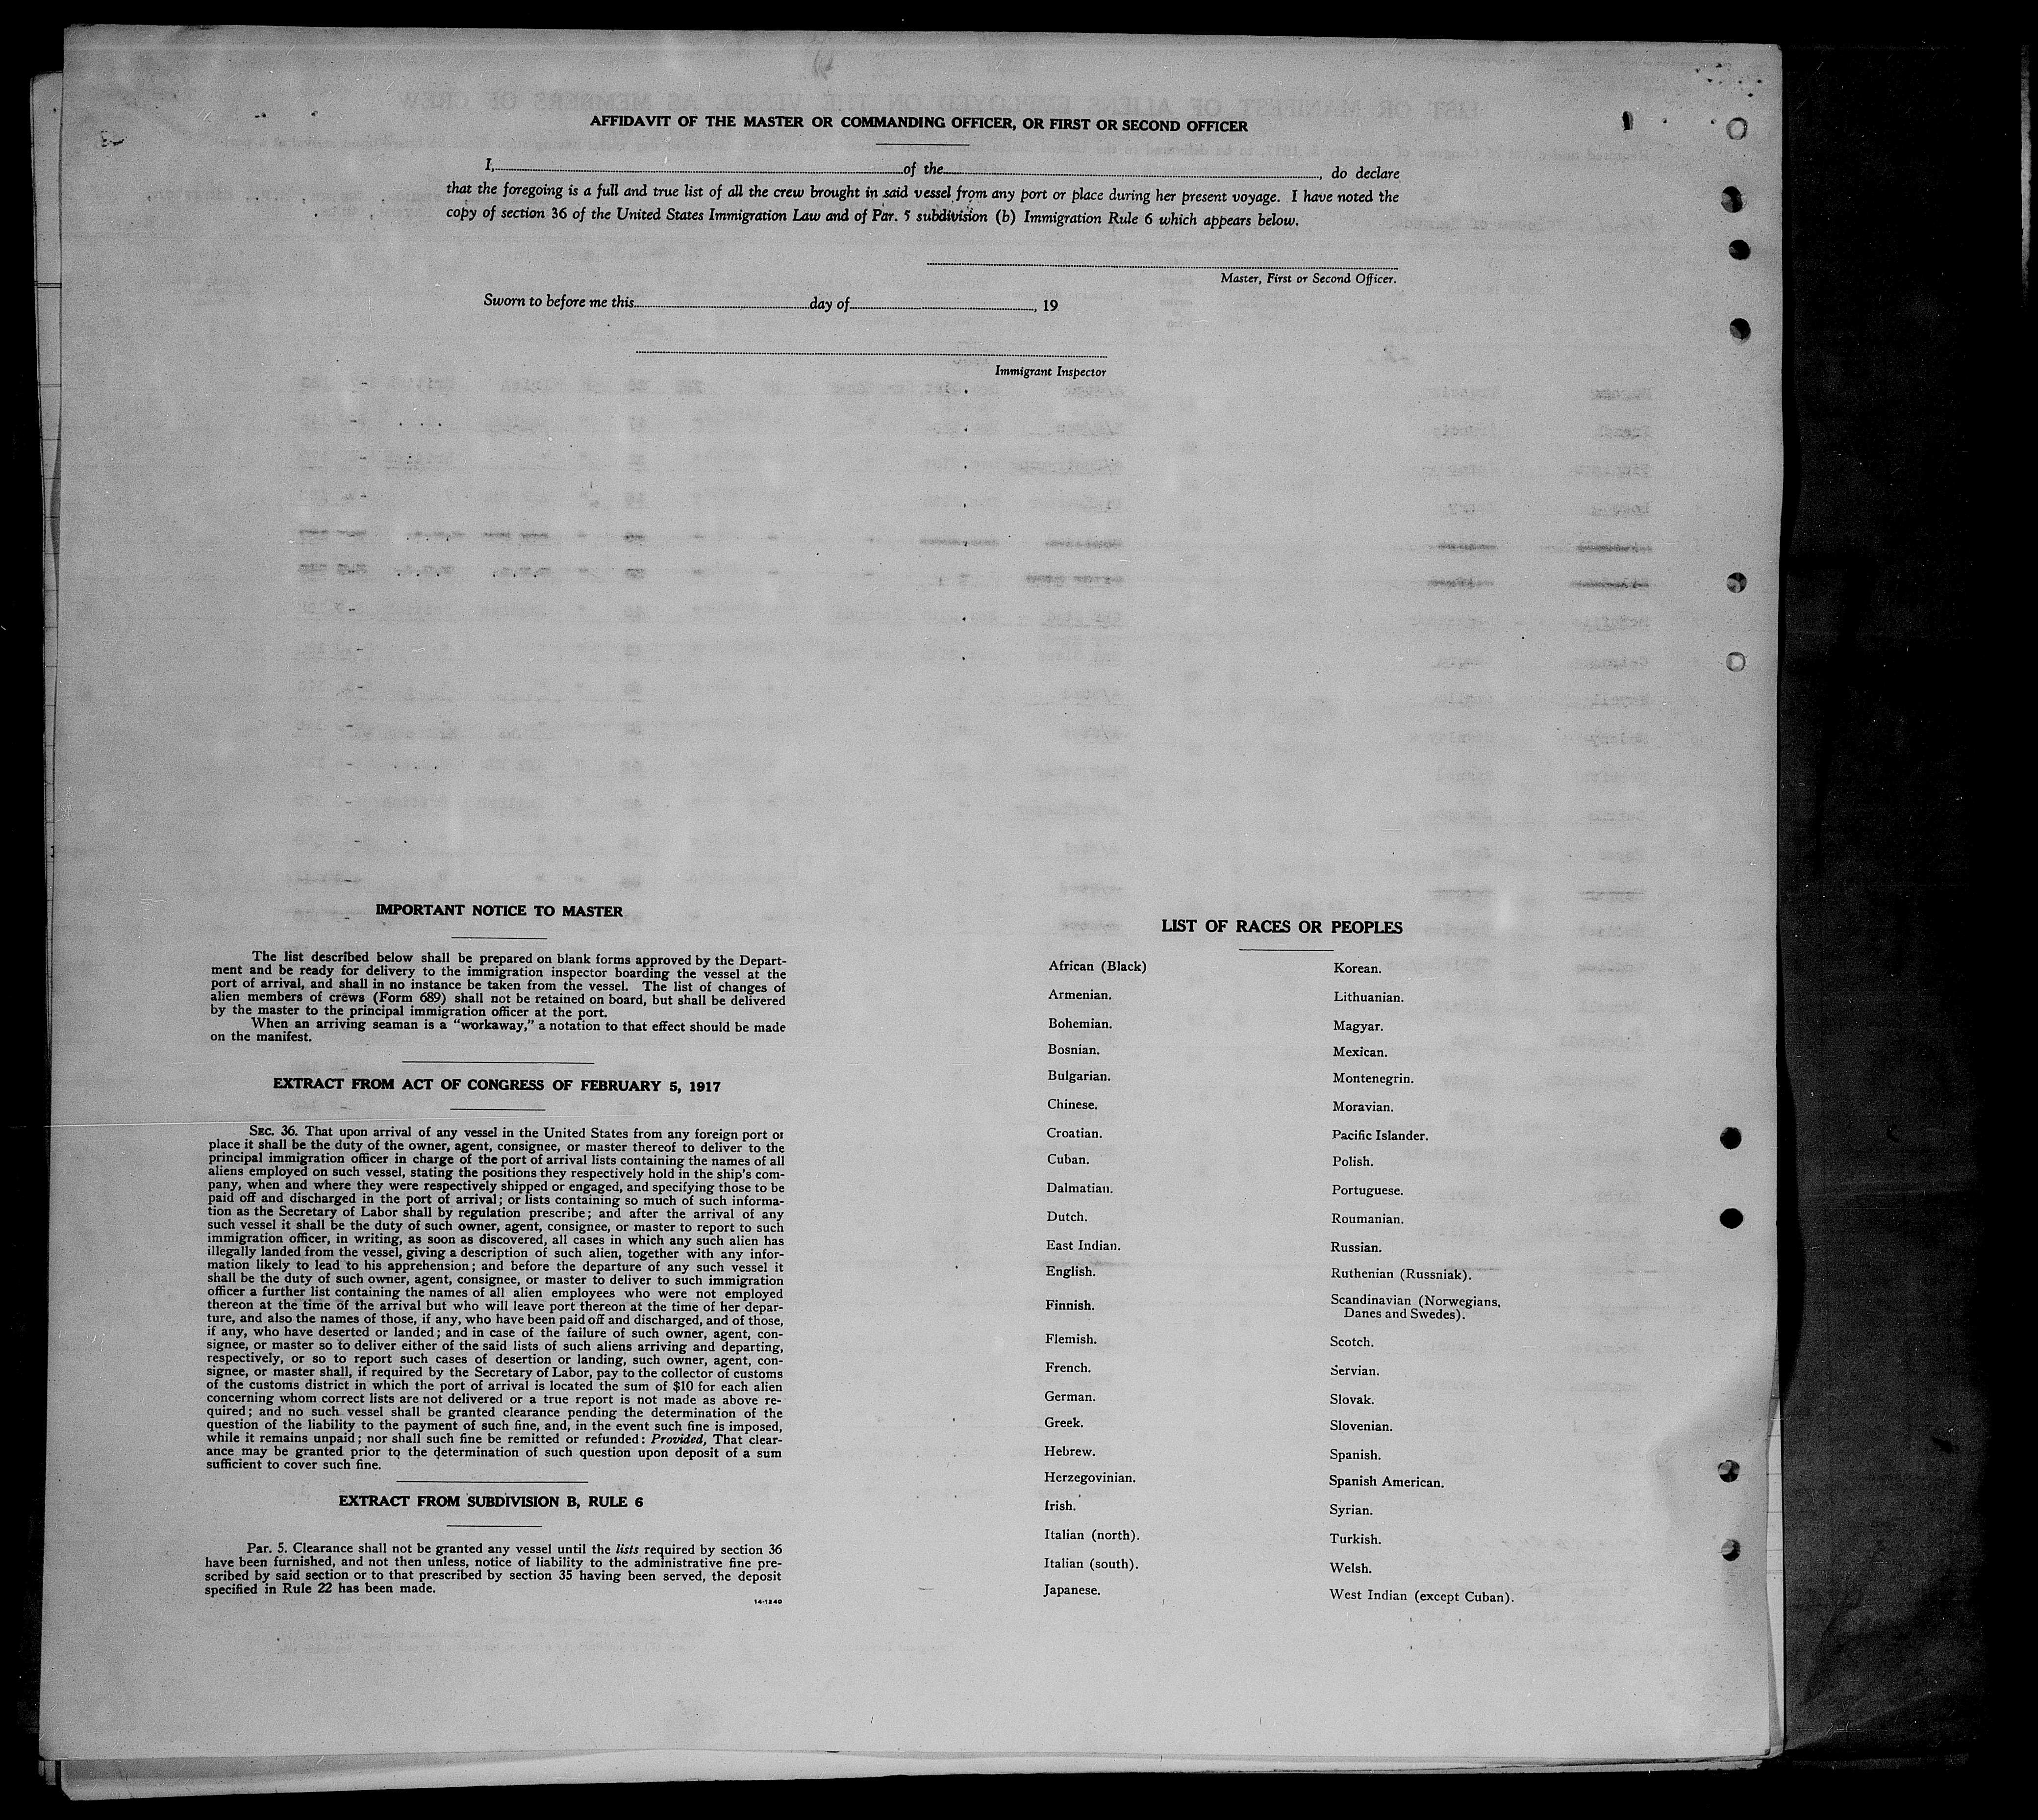 AFFIDAVIT OF THE MASTER OR COMMANDING OFFICER, OR FIRST OR SECOND OFFICER
I,..........of the.........., do declare
that the foregoing is a full and true list of all the crew brought in said vessel from any port or place during her present voyage. I have noted the
copy of section 36 of the United States Immigration Law and of Par. 5 subdivision (b) Immigration Rule 6 which appears below.
Master, First or Second Officer.
Sworn to before me this..........day of.........., 19
Immigrant Inspector
IMPORTANT NOTICE TO MASTER
The list described below shall be prepared on blank forms approved by the Depart-
ment and be ready for delivery to the immigration inspector boarding the vessel at the
port of arrival, and shall in no instance be taken from the vessel. The list of changes of
alien members of crews (Form 689) shall not be retained on board, but shall be delivered
by the master to the principal immigration officer at the port.
When an arriving seaman is a "workaway," a notation to that effect should be made
on the manifest.
EXTRACT FROM ACT OF CONGRESS OF FEBRUARY 5, 1917
SEC. 36. That upon arrival of any vessel in the United States from any foreign port or
place it shall be the duty of the owner, agent, consignee, or master thereof to deliver to the
principal immigration officer in charge of the port of arrival lists containing the names of all
aliens employed on such vessel, stating the positions they respectively hold in the ship's com-
pany, when and where they were respectively shipped or engaged, and specifying those to be
paid off and discharged in the port of arrival; or lists containing so much of such informa-
tion as the Secretary of Labor shall by regulation prescribe; and after the arrival of any
such vessel it shall be the duty of such owner, agent, consignee, or master to report to such
immigration officer, in writing, as soon as discovered, all cases in which any such alien has
illegally landed from the vessel, giving a description of such alien, together with any infor-
mation likely to lead to his apprehension; and before the departure of any such vessel it
shall be the duty of such owner, agent, consignee, or master to deliver to such immigration
officer a further list containing the names of all alien employees who were not employed
thereon at the time of the arrival but who will leave port thereon at the time of her depar-
ture, and also the names of those, if any, who have been paid off and discharged, and of those,
if any, who have deserted or landed; and in case of the failure of such owner, agent, con-
signee, or master so to deliver either of the said lists of such aliens arriving and departing,
respectively, or so to report such cases of desertion or landing, such owner, agent, con-
signee, or master shall, if required by the Secretary of Labor, pay to the collector of customs
of the customs district in which the port of arrival is located the sum of $10 for each alien
concerning whom correct lists are not delivered or a true report is not made as above re-
quired; and no such vessel shall be granted clearance pending the determination of the
question of the liability to the payment of such fine, and, in the event such fine is imposed,
while it remains unpaid; nor shall such fine be remitted or refunded: Provided, That clear-
ance may be granted prior to the determination of such question upon deposit of a sum
sufficient to cover such fine.
EXTRACT FROM SUBDIVISION B, RULE 6
Par. 5. Clearance shall not be granted any vessel until the lists required by section 36
have been furnished, and not then unless, notice of liability to the administrative fine pre-
scribed by said section or to that prescribed by section 35 having been served, the deposit
specified in Rule 22 has been made.
14-1240
LIST OF RACES OR PEOPLES
African (Black)
Armenian.
Bohemian.
Bosnian.
Bulgarian.
Chinese.
Croatian.
Cuban.
Dalmatian.
Dutch.
East Indian.
English.
Finnish.
Flemish.
French.
German.
Greek.
Hebrew.
Herzegovinian.
Irish.
Italian (north).
Italian (south).
Japanese.
Korean.
Lithuanian.
Magyar.
Mexican.
Montenegrin.
Moravian.
Pacific Islander.
Polish.
Portuguese.
Roumanian.
Russian.
Ruthenian (Russniak).
Scandinavian (Norwegians,
Danes and Swedes).
Scotch.
Servian.
Slovak.
Slovenian.
Spanish.
Spanish American.
Syrian.
Turkish.
Welsh.
West Indian (except Cuban).